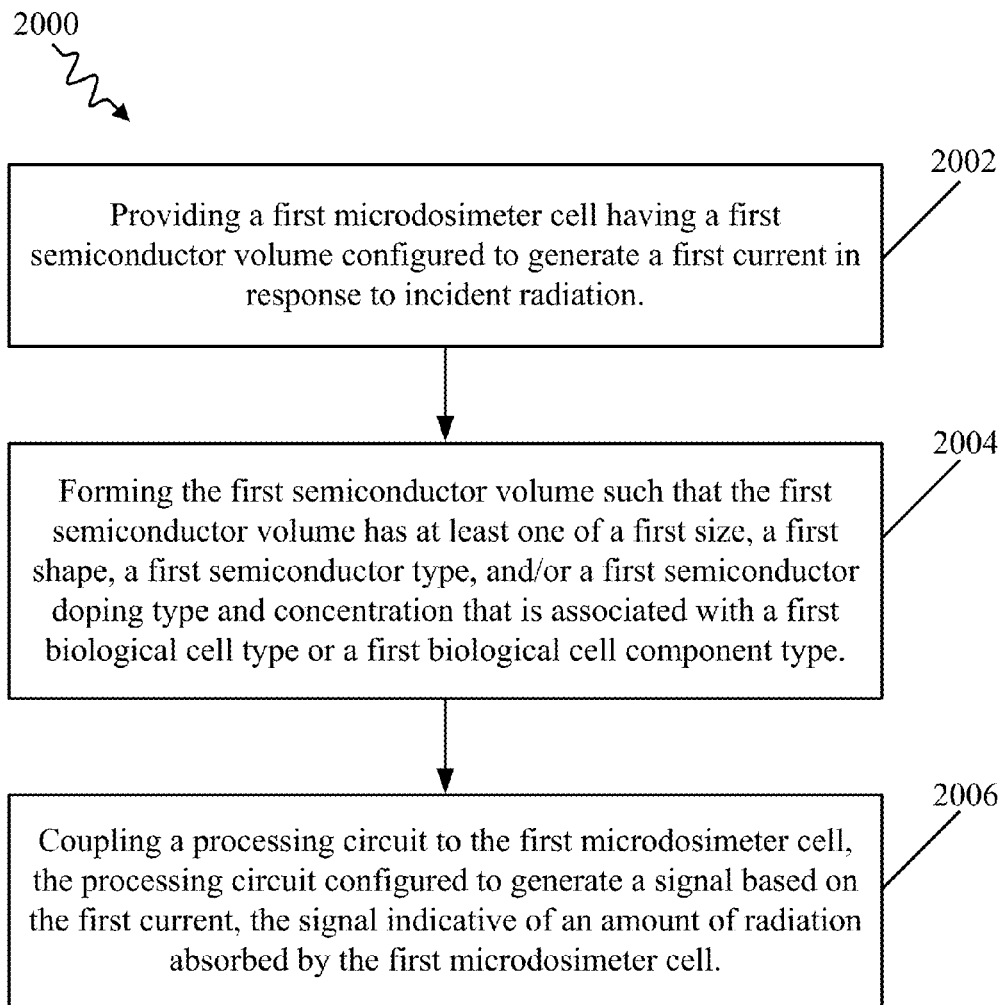 2000
2002
Providing a first microdosimeter cell having a first
semiconductor volume configured to generate a first current in
response to incident radiation.
2004
Forming the first semiconductor volume such that the first
semiconductor volume has at least one of a first size, a first
shape, a first semiconductor type, and/or a first semiconductor
doping type and concentration that is associated with a first
biological cell type or a first biological cell component type.
2006
Coupling a processing circuit to the first microdosimeter cell,
the processing circuit configured to generate a signal based on
the first current, the signal indicative of an amount of radiation
absorbed by the first microdosimeter cell.